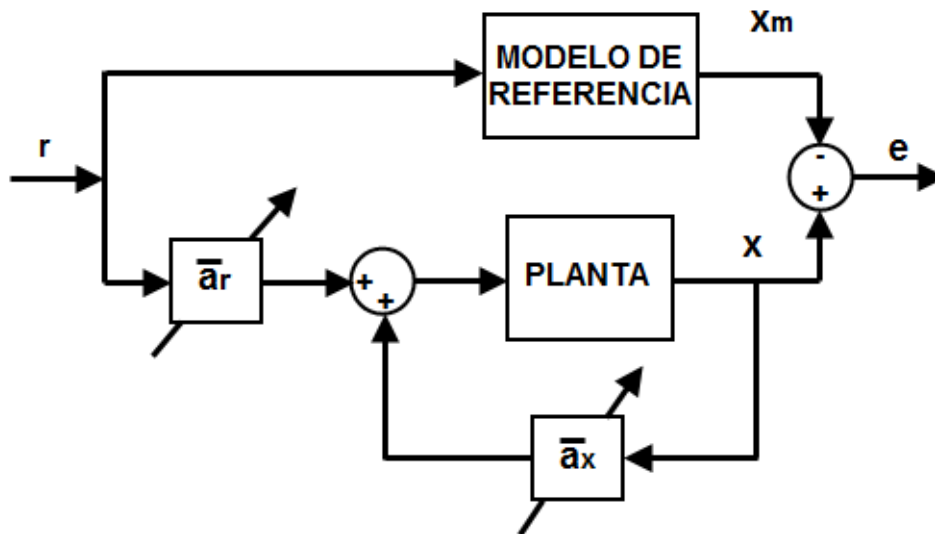 xm
MODELO DE
REFERENCIA
r
-
+
e
ār
+
+
PLANTA
x
āx